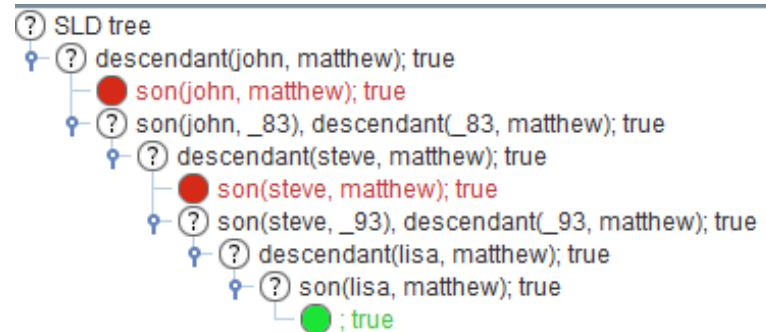 ? SLD tree
? descendant(john, matthew); true
son(john, matthew); true
? son(john, _83), descendant(_83, matthew); true
? descendant(steve, matthew); true
son(steve, matthew); true
? son(steve, _93), descendant(_93, matthew); true
? descendant(lisa, matthew); true
? son(lisa, matthew); true
; true